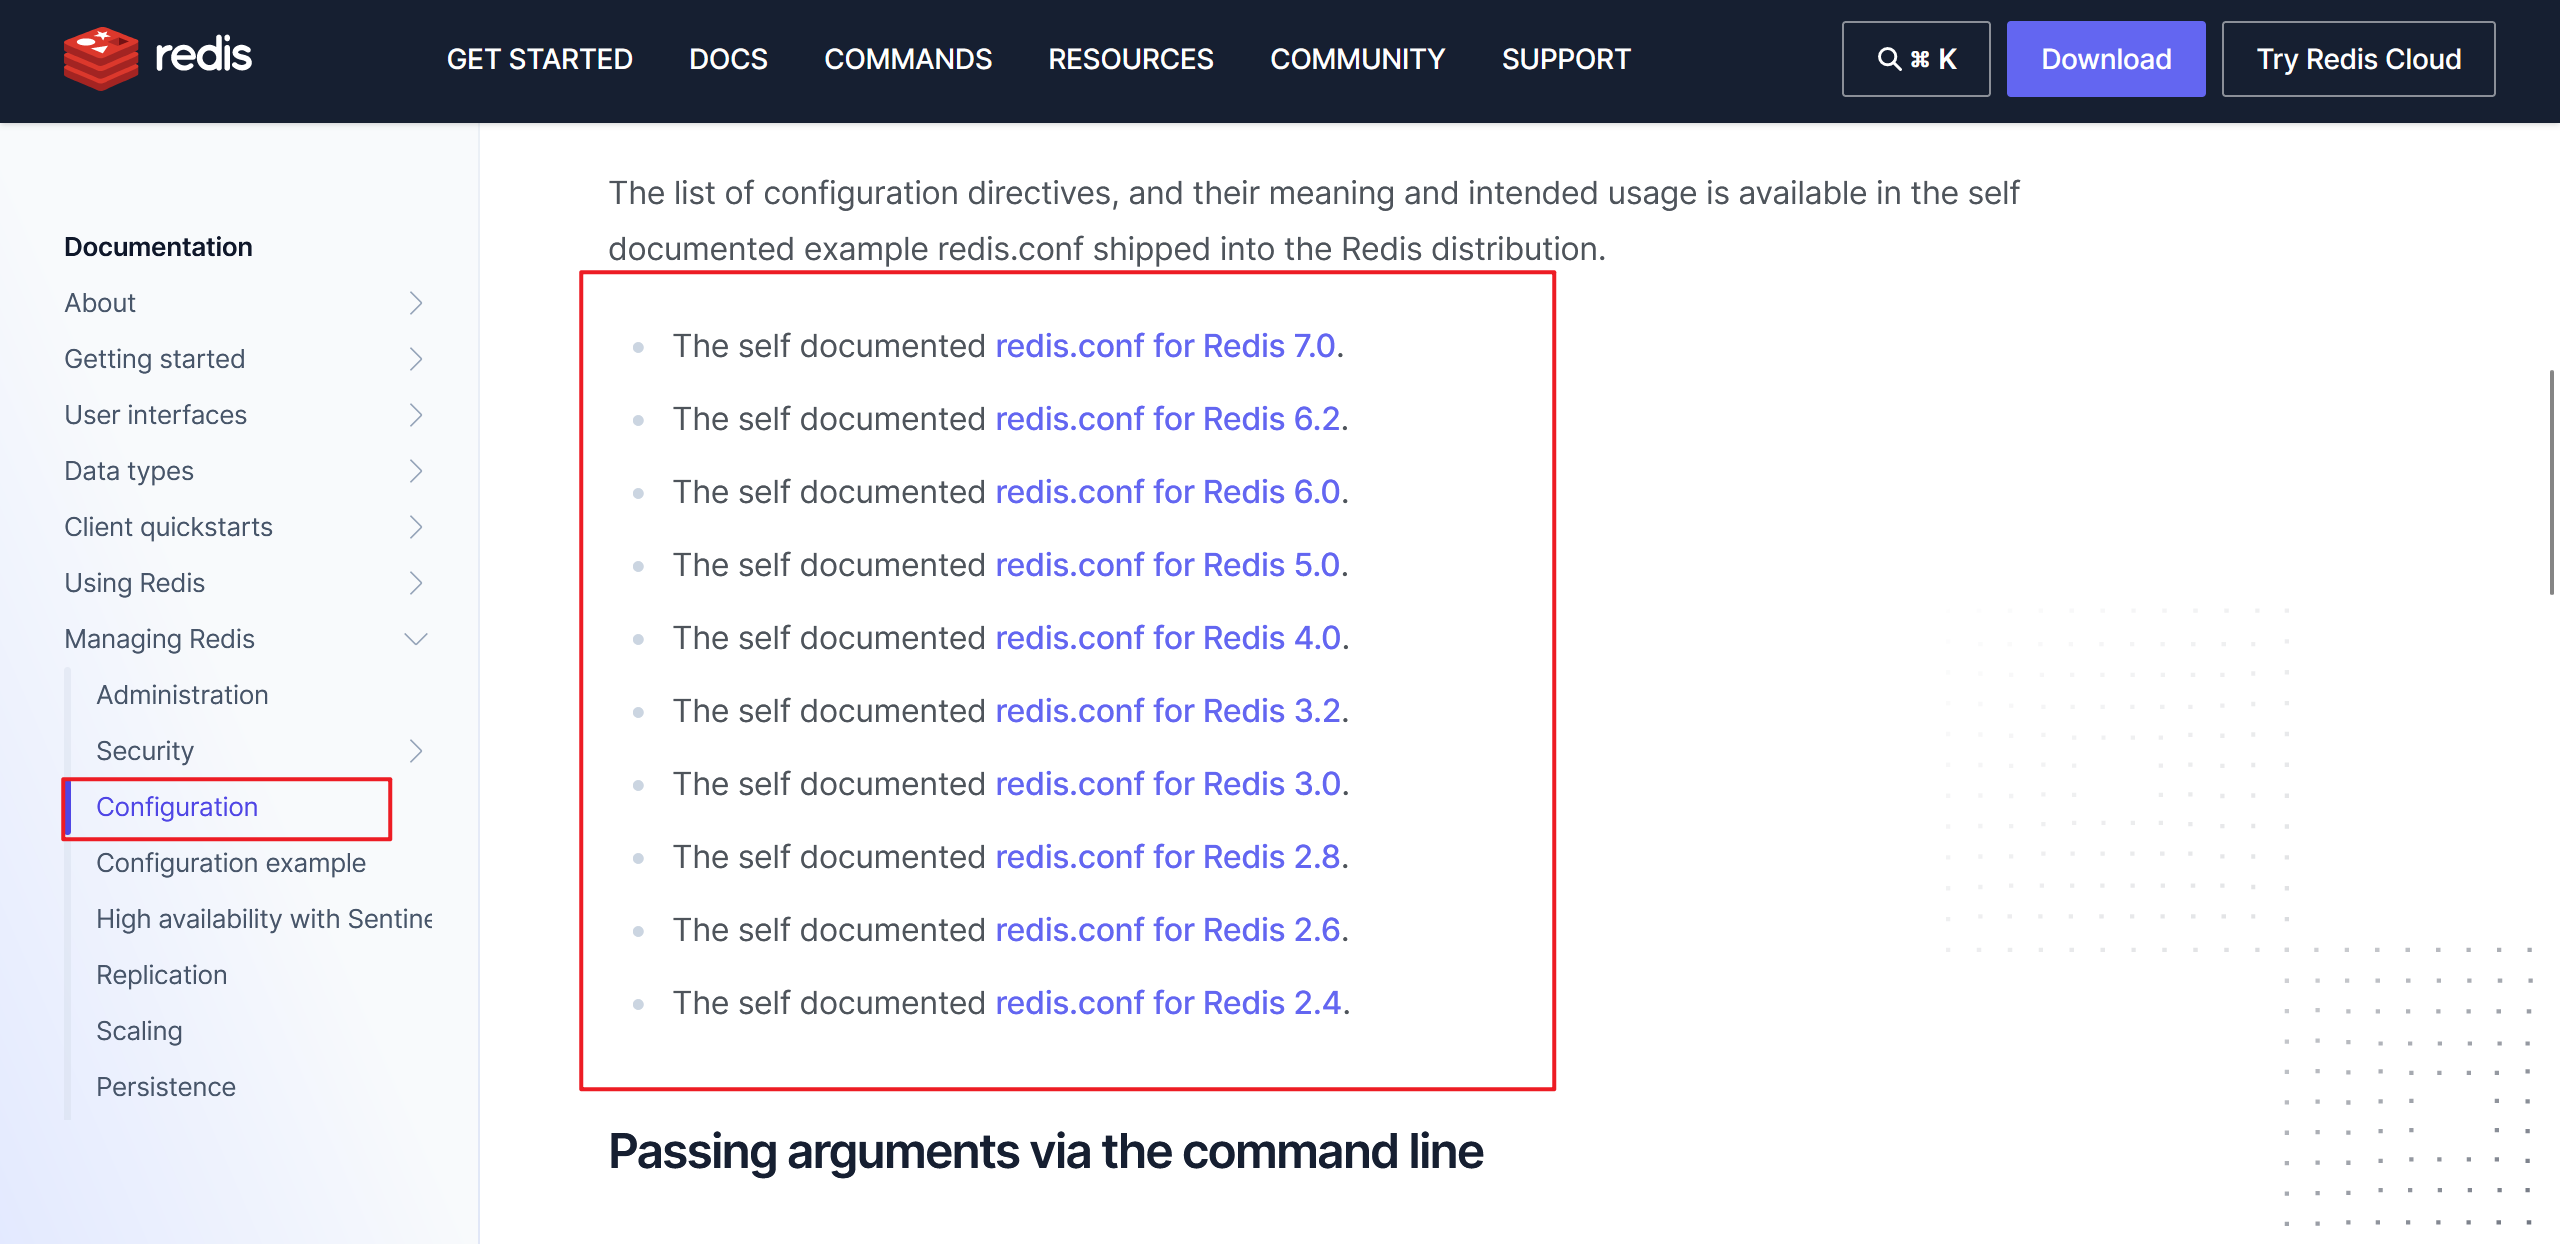 redis
GET STARTED
DOCS
COMMANDS
RESOURCES
COMMUNITY
SUPPORT
⌘ K
Download
Try Redis Cloud
Documentation
About
Getting started
User interfaces
Data types
Client quickstarts
Using Redis
Managing Redis
Administration
Security
Configuration
Configuration example
High availability with Sentine
Replication
Scaling
Persistence
The list of configuration directives, and their meaning and intended usage is available in the self
documented example redis.conf shipped into the Redis distribution.
The self documented redis.conf for Redis 7.0.
The self documented redis.conf for Redis 6.2.
The self documented redis.conf for Redis 6.0.
The self documented redis.conf for Redis 5.0.
The self documented redis.conf for Redis 4.0.
The self documented redis.conf for Redis 3.2.
The self documented redis.conf for Redis 3.0.
The self documented redis.conf for Redis 2.8.
The self documented redis.conf for Redis 2.6.
The self documented redis.conf for Redis 2.4.
Passing arguments via the command line